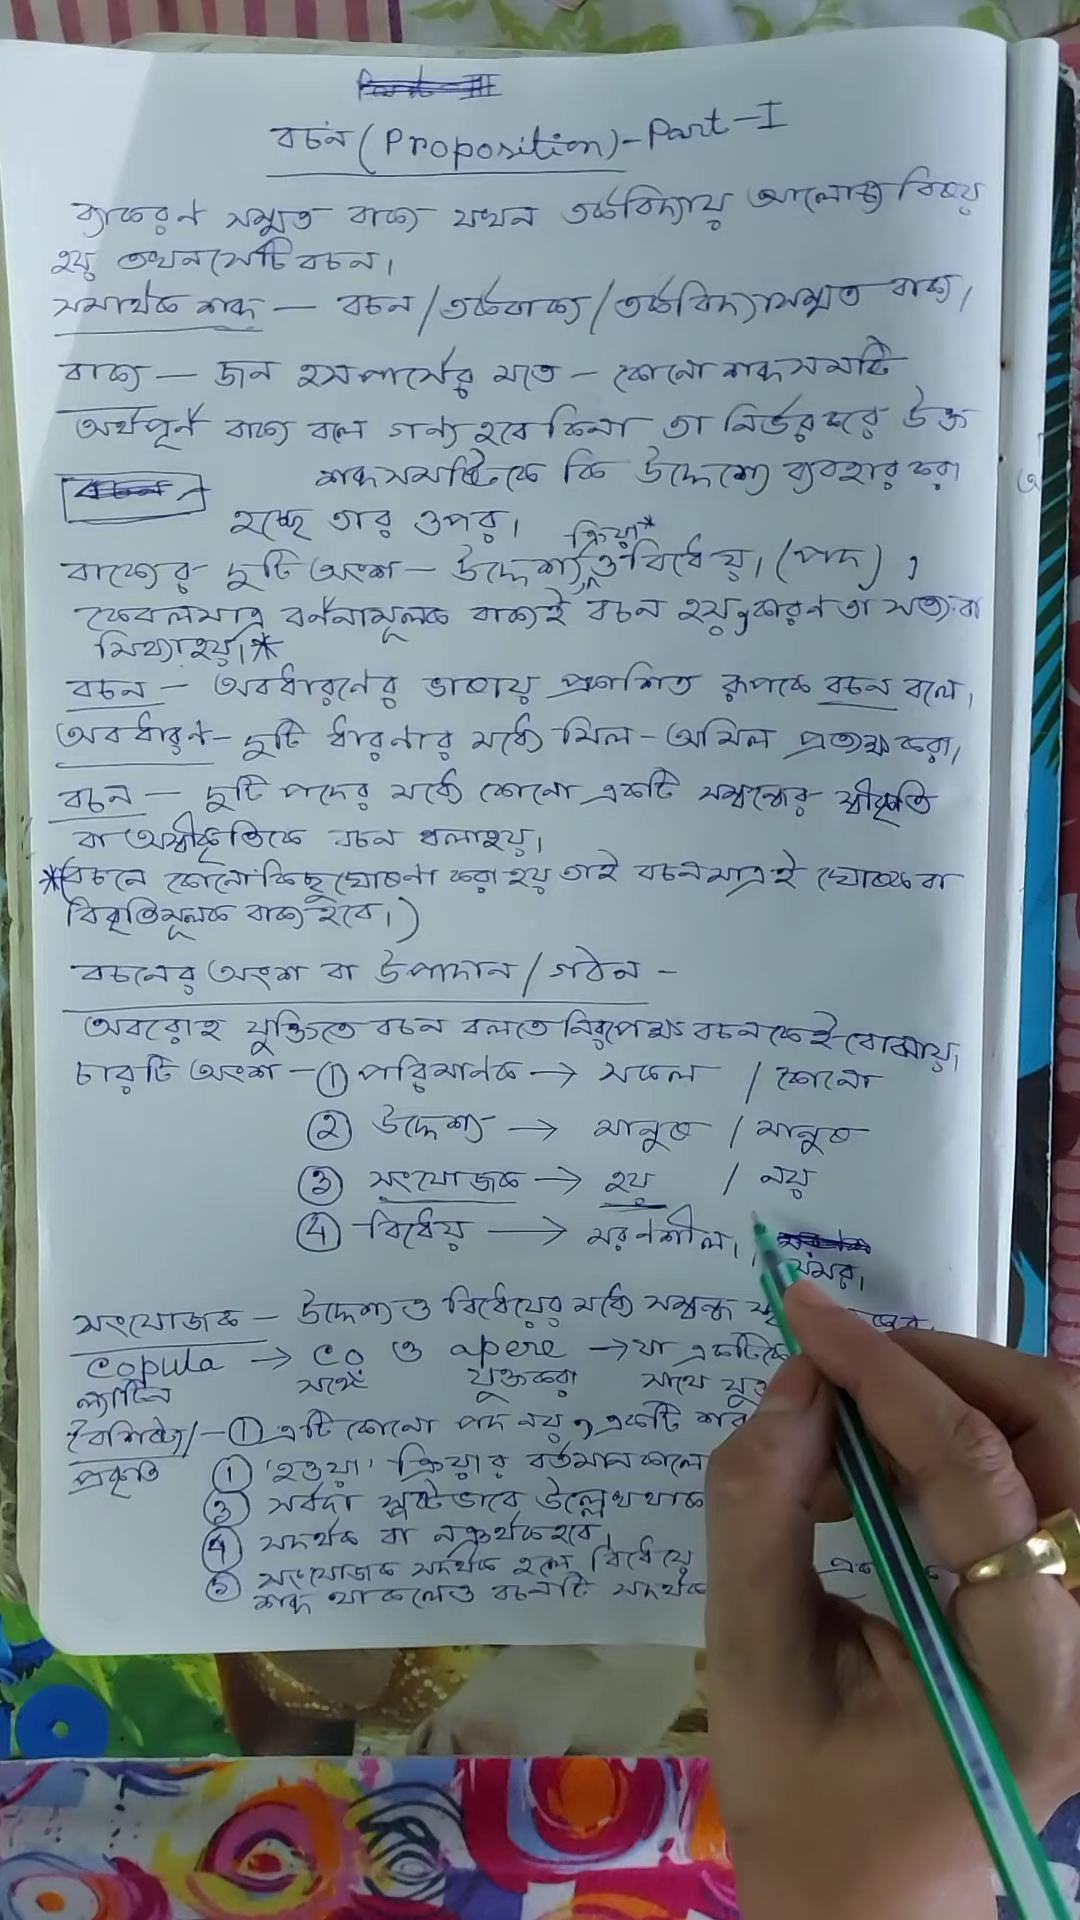 বচন (Proposition) - Part - I
ব্যাকরণ সম্মত বাক্য যখন তর্কবিদ্যায় আলোচ্য বিষয়
হয় তখন সেটি বচন।
সমার্থক শব্দ — বচন / তর্কবাক্য / তর্কবিদ্যাসম্মত বাক্য।
বাক্য — জন হসপার্সের মতে — কোনো শব্দ সমষ্টি
অর্থপূর্ণ বাক্য বলে গণ্য হবে কিনা তা নির্ভর করে উক্ত
শব্দসমষ্টিকে কি উদ্দেশ্যে ব্যবহার করা
হচ্ছে তার ওপর।
ক্রিয়া*
বাক্যের দুটি অংশ — উদ্দেশ্য ও বিধেয়। (পদ) ,
কেবলমাত্র বর্ণনামূলক বাক্যই বচন হয়, কারণ তা সত্য বা
মিথ্যা হয়।*
বচন — অবধারণের ভাষায় প্রকাশিত রূপকে বচন বলে।
অবধারণ — দুটি ধারণার মধ্যে মিল - অমিল প্রত্যক্ষ করা।
বচন — দুটি পদের মধ্যে কোনো একটি সম্বন্ধের স্বীকৃতি
বা অস্বীকৃতিকে বচন বলা হয়।
*(বচনে কোনো কিছু ঘোষণা করা হয় তাই বচন মাত্রই ঘোষক বা
বিবৃতিমূলক বাক্য হবে।)
বচনের অংশ বা উপাদান / গঠন —
অবরোহ যুক্তিতে বচন বলতে নিরপেক্ষ বচনকেই বোঝায়।
চারটি অংশ — ① পরিমাণক → সকল / কোনো
② উদ্দেশ্য → মানুষ / মানুষ
③ সংযোজক → হয় / নয়
④ বিধেয় → মরণশীল। /
অমর।
সংযোজক — উদ্দেশ্য ও বিধেয়ের মধ্যে সম্বন্ধ
copula → co ও apere → যা একটিকে
ল্যাটিন সঙ্গে যুক্ত করা সাথে
বৈশিষ্ট্য/ — ① এটি কোনো পদ নয়, একটি
প্রকৃতি ① 'হওয়া' ক্রিয়ার বর্তমান কালে
③ সর্বদা স্পষ্টভাবে উল্লেখ থাকে
④ সদর্থক বা নঞর্থক হবে।
⑤ সংযোজক সদর্থক হলে বিধেয়ে
শব্দ থাকলেও বচনটি সদর্থক